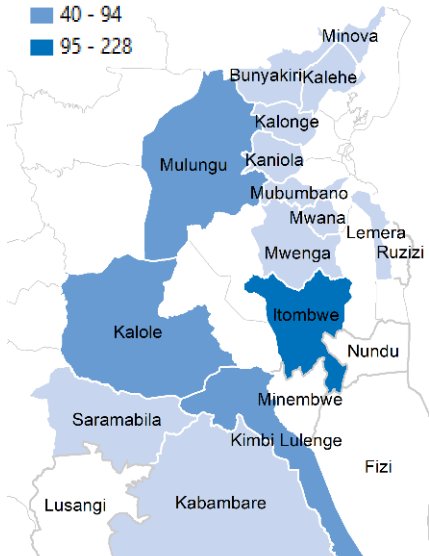 40 - 94
95 - 228
Minova
Bunyakiri
Kalehe
Kalonge
Kaniola
Mulungu
Mubumbano
Mwana
Lemera
Mwenga
Ruzizi
Itombwe
Kalole
Nundu
Minembwe
Saramabila
Kimbi Lulenge
Fizi
Lusangi
Kabambare